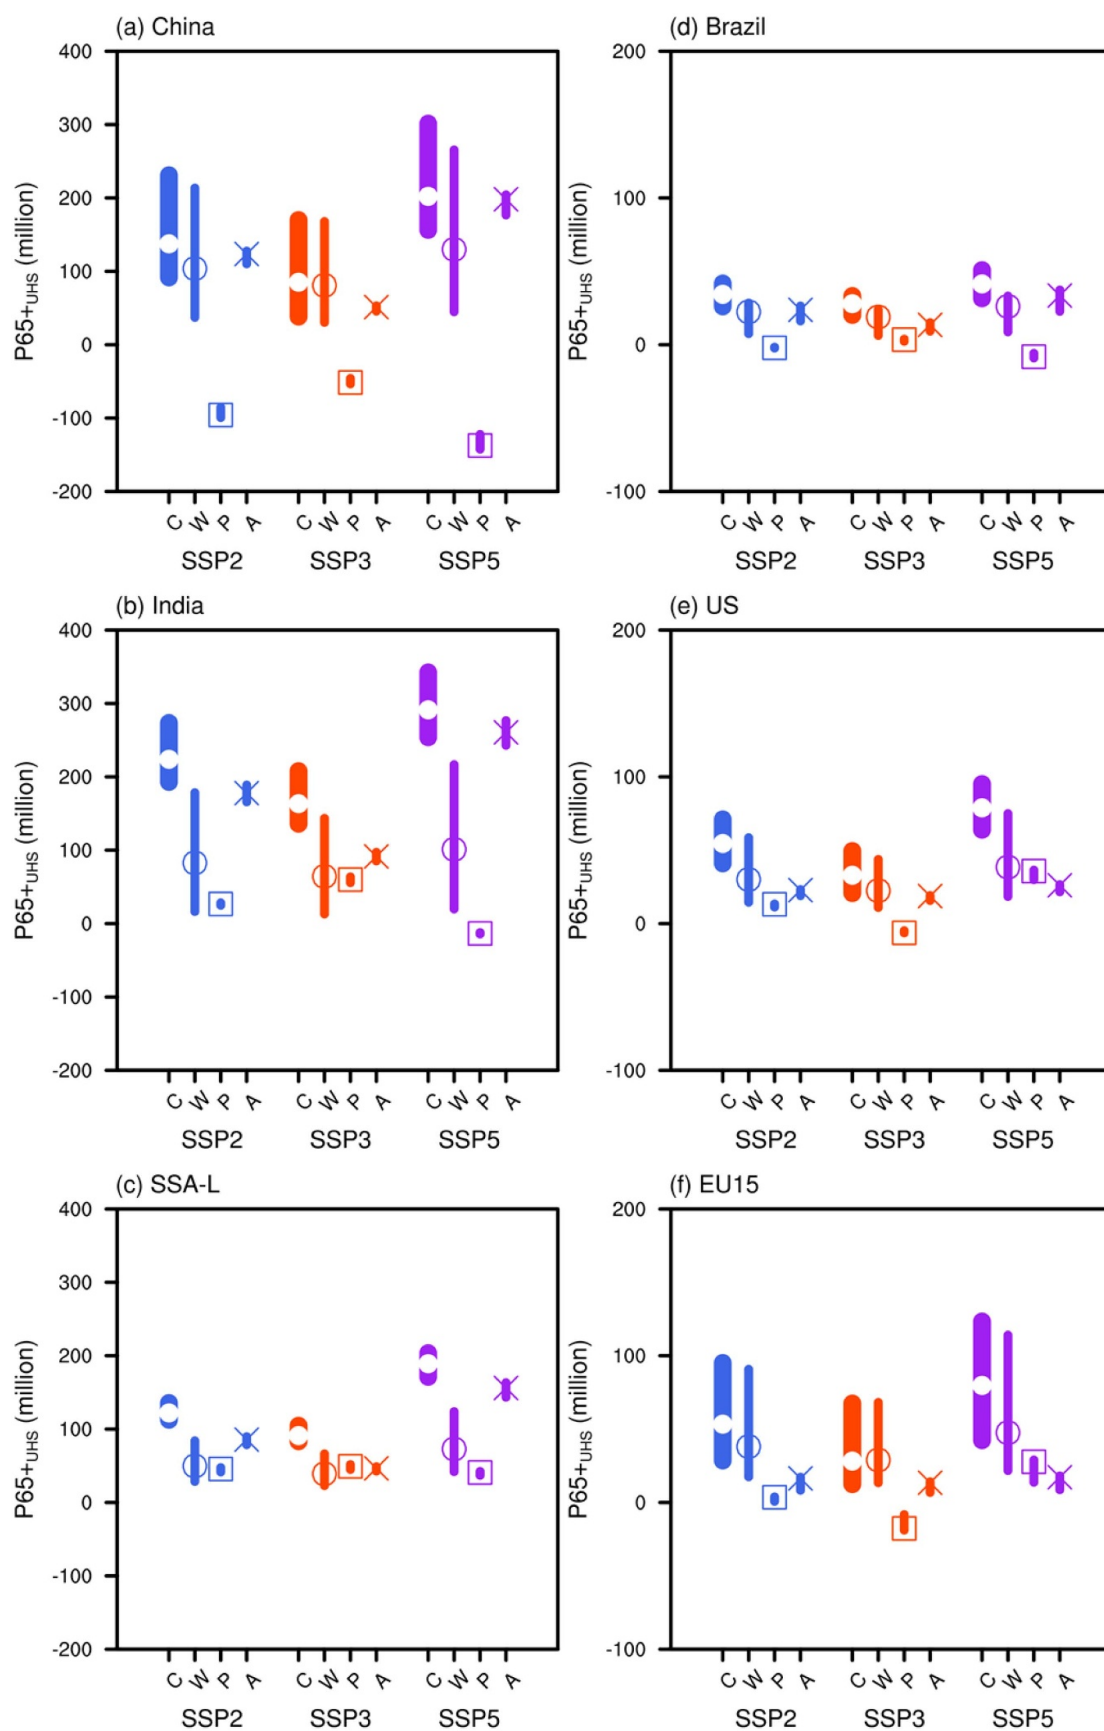 (a) China
400
300
200
100
0
-100
-200
P65+UHS (million)
C W P A C W P A C W P A
SSP2 SSP3 SSP5
(d) Brazil
200
100
0
-100
P65+UHS (million)
C W P A C W P A C W P A
SSP2 SSP3 SSP5
(b) India
400
300
200
100
0
-100
-200
P65+UHS (million)
C W P A C W P A C W P A
SSP2 SSP3 SSP5
(e) US
200
100
0
-100
P65+UHS (million)
C W P A C W P A C W P A
SSP2 SSP3 SSP5
(c) SSA-L
400
300
200
100
0
-100
-200
P65+UHS (million)
C W P A C W P A C W P A
SSP2 SSP3 SSP5
(f) EU15
200
100
0
-100
P65+UHS (million)
C W P A C W P A C W P A
SSP2 SSP3 SSP5